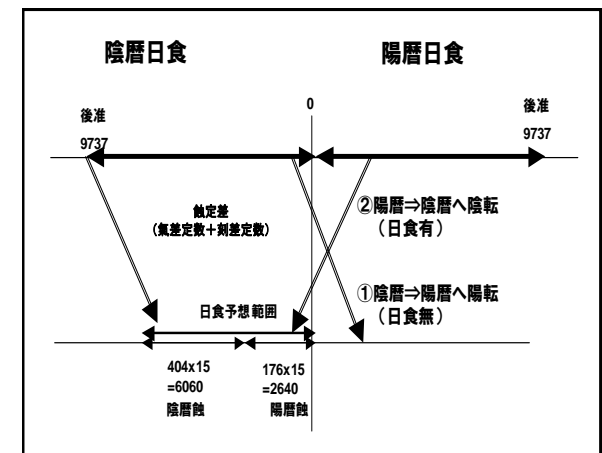 陰暦日食
陽暦日食
0
後准
9737
後准
9737
蝕定差
(氣差定数+刻差定数)
②陽暦⇒陰暦へ陰転
(日食有)
①陰暦⇒陽暦へ陽転
(日食無)
日食予想範囲
404x15
=6060
陰暦蝕
176x15
=2640
陽暦蝕